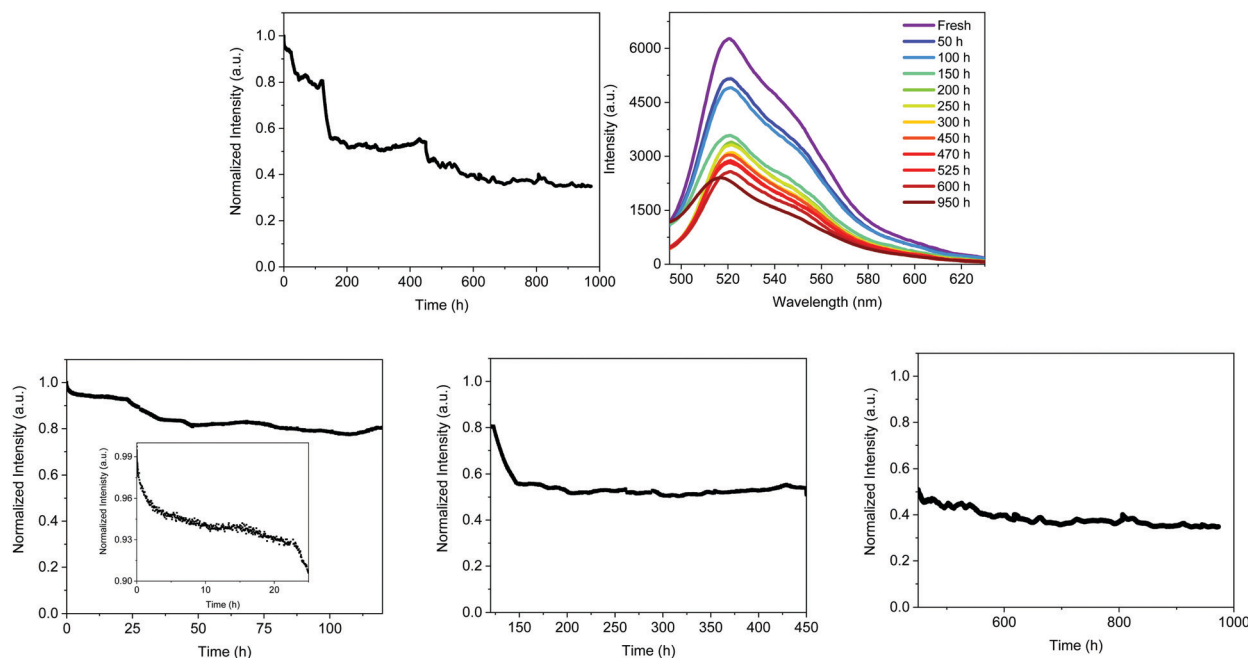 Normalized Intensity (a.u.)
1.0
0.8
0.6
0.4
0.2
0.0
0 200 400 600 800 1000
Time (h)
Intensity (a.u.)
6000
4500
3000
1500
0
500 520 540 560 580 600 620
Wavelength (nm)
Fresh
50 h
100 h
150 h
200 h
250 h
300 h
450 h
470 h
525 h
600 h
950 h
Normalized Intensity (a.u.)
1.0
0.8
0.6
0.4
0.2
0.0
0 25 50 75 100
Time (h)
Normalized Intenisty (a.u.)
0.99
0.96
0.93
0.90
0 10 20
Time (h)
Normalized Intensity (a.u.)
1.0
0.8
0.6
0.4
0.2
0.0
150 200 250 300 350 400 450
Time (h)
Normalized Intensity (a.u.)
1.0
0.8
0.6
0.4
0.2
0.0
600 800 1000
Time (h)